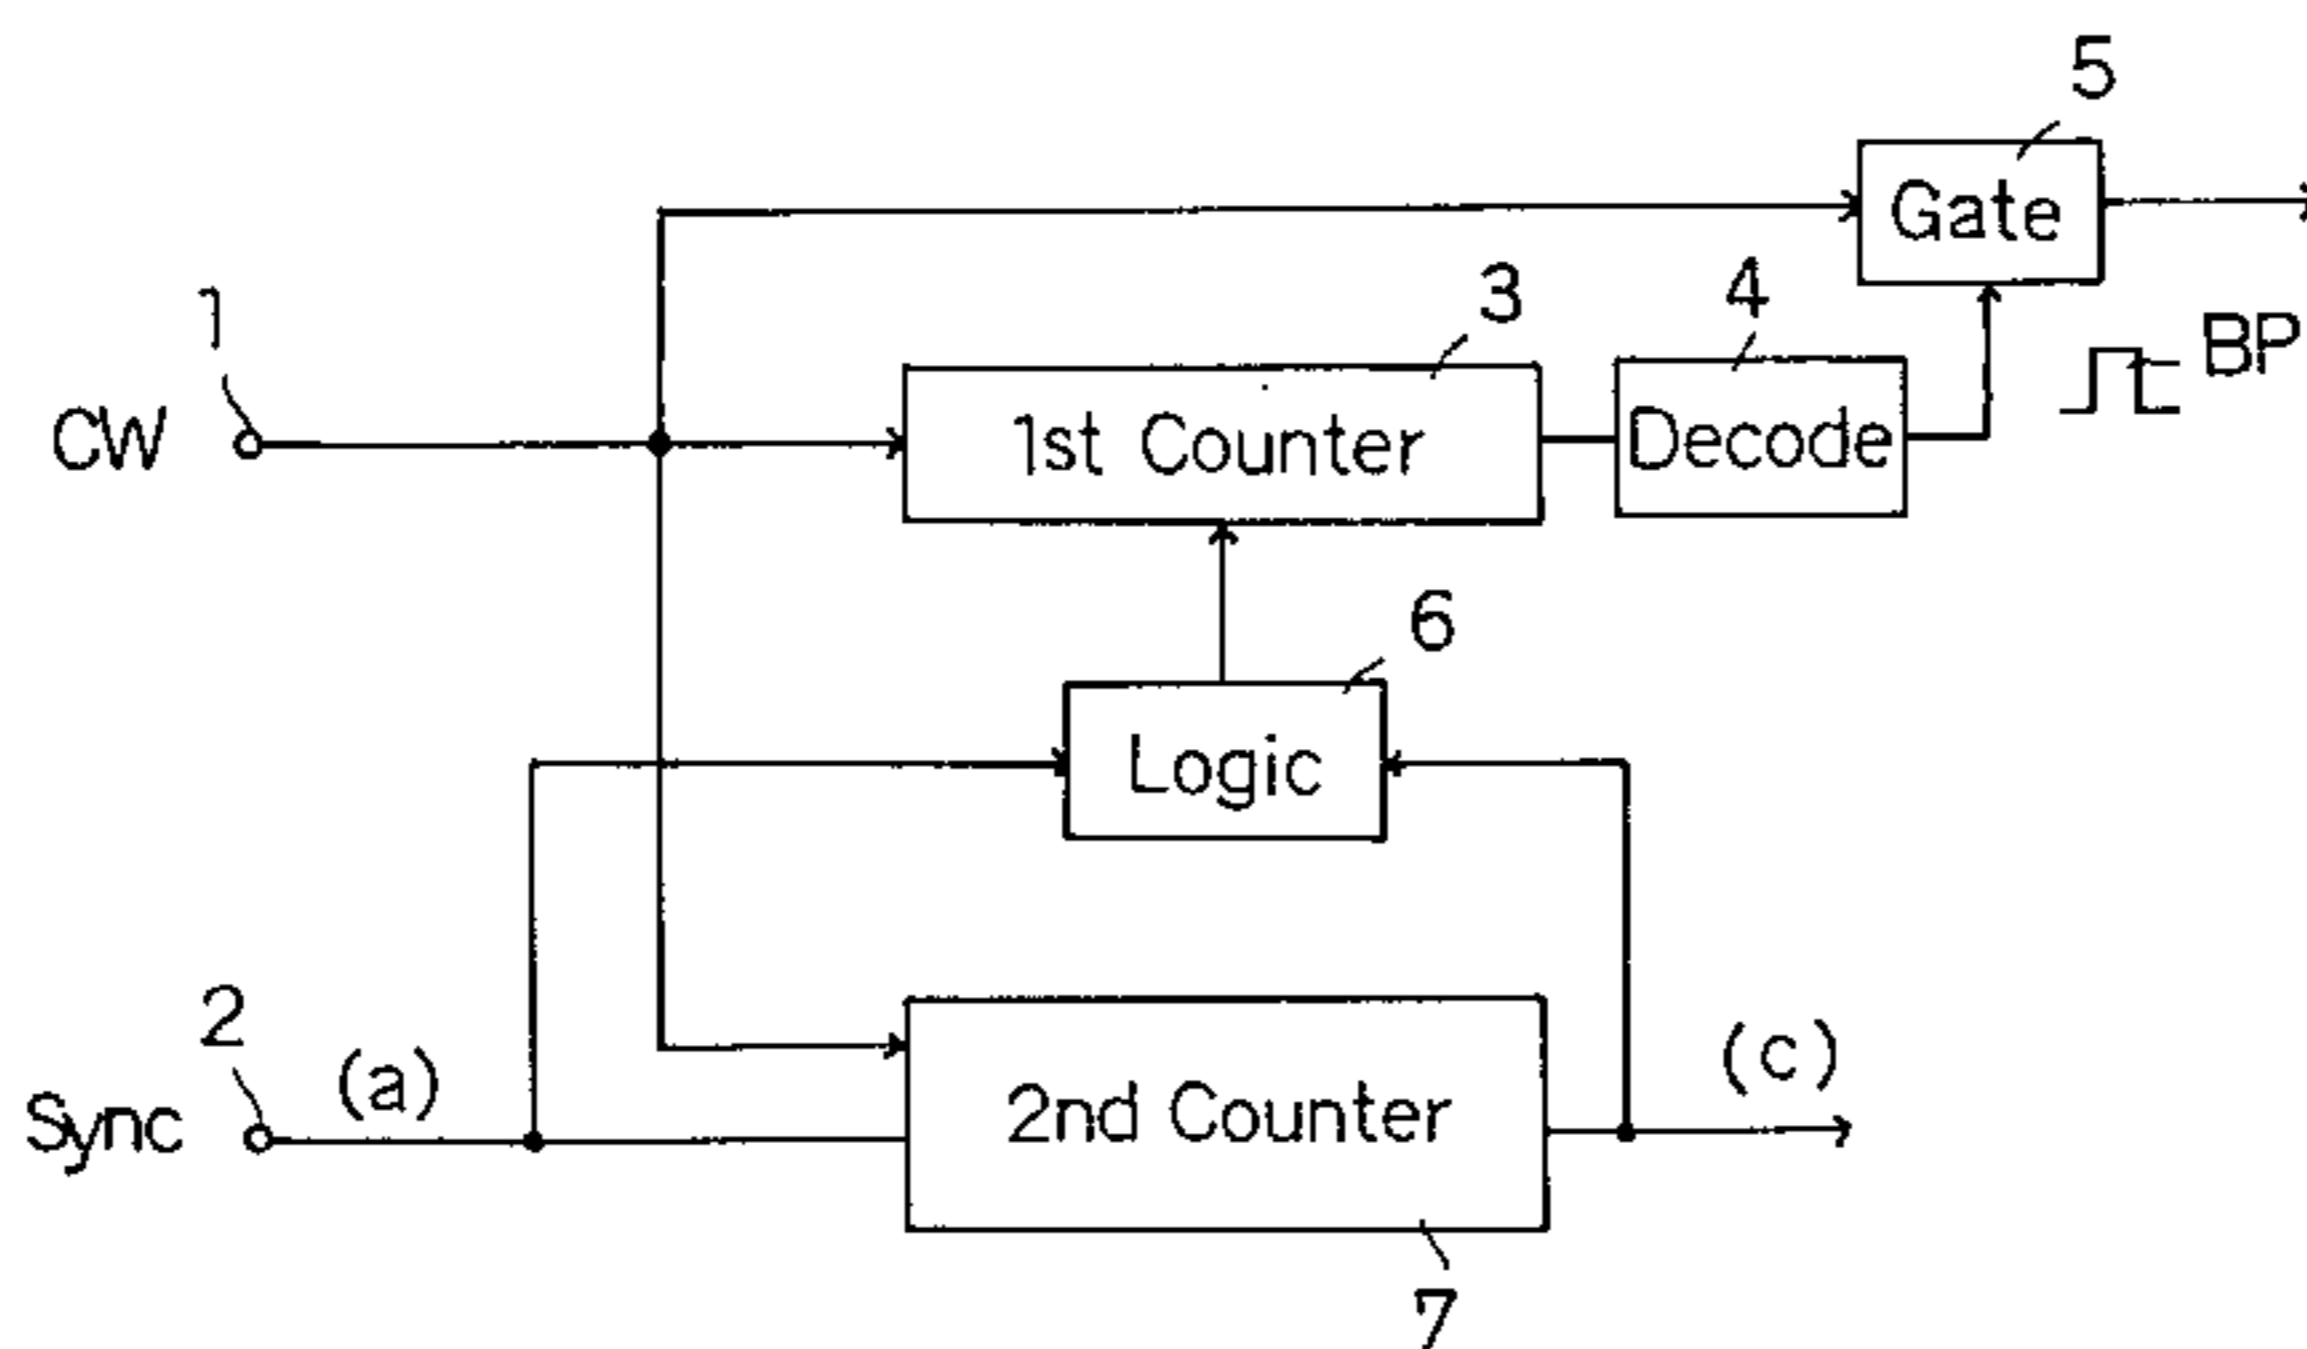 5
Gate
BP
1
CW
3
1st Counter
4
Decode
6
Logic
2
Sync
(a)
2nd Counter
(c)
7